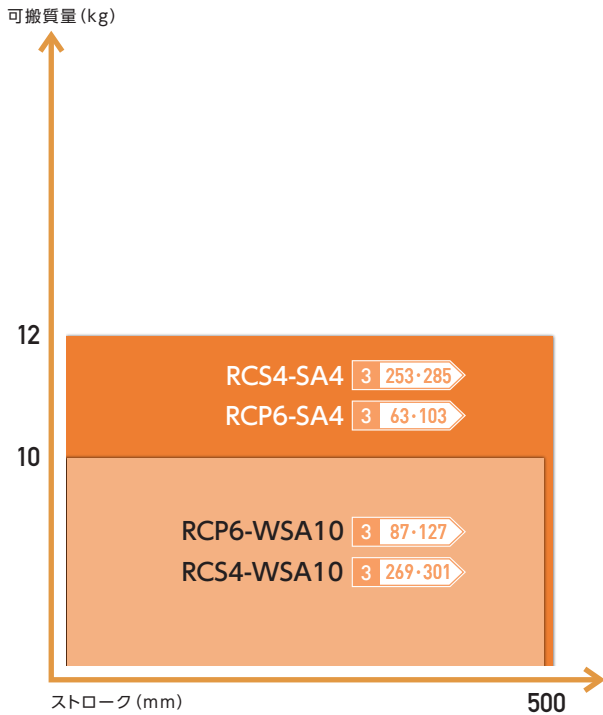 可搬質量(kg)
12
RCS4-SA4 3 253・285
RCP6-SA4 3 63・103
10
RCP6-WSA10 3 87・127
RCS4-WSA10 3 269・301
ストローク(mm) 500